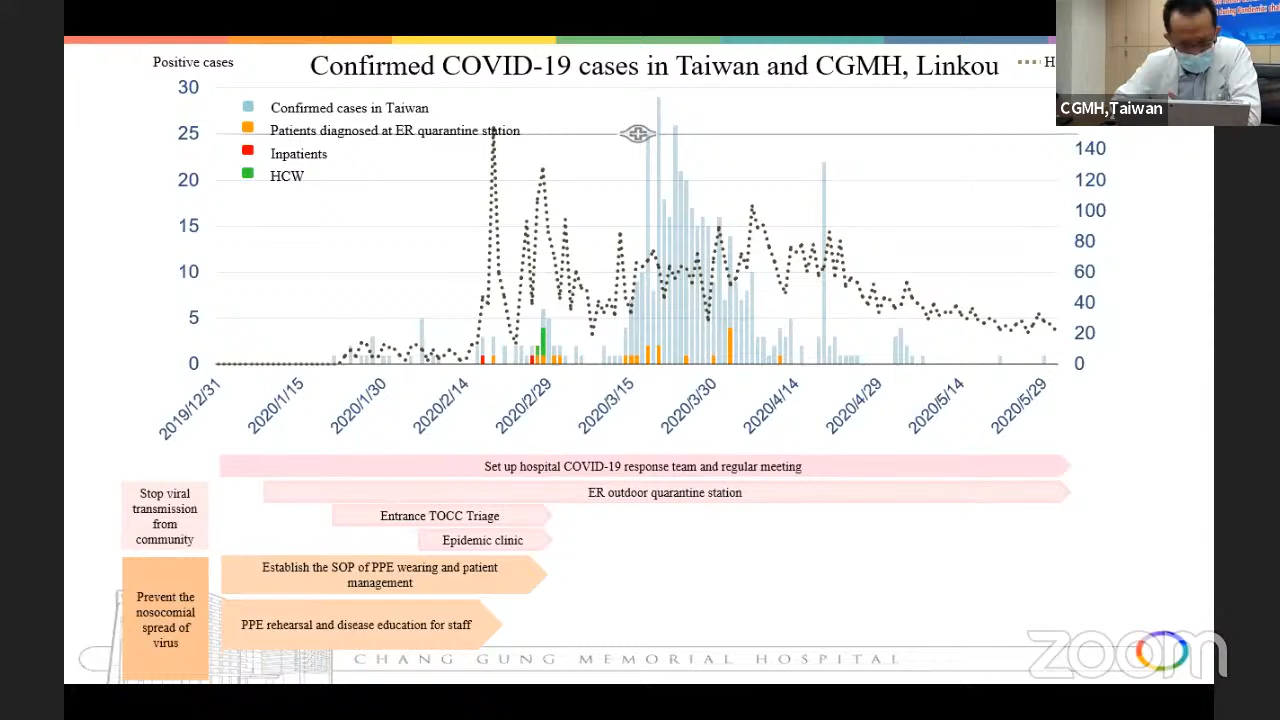 Positive cases
Confirmed COVID-19 cases in Taiwan and CGMH, Linkou
H
CGMH,Taiwan
Confirmed cases in Taiwan
Patients diagnosed at ER quarantine station
Inpatients
HCW
30
25
20
15
10
5
0
140
120
100
80
60
40
20
0
2019/12/31
2020/1/15
2020/1/30
2020/2/14
2020/2/29
2020/3/15
2020/3/30
2020/4/14
2020/4/29
2020/5/14
2020/5/29
Set up hospital COVID-19 response team and regular meeting
Stop viral
transmission
from
community
ER outdoor quarantine station
Entrance TOCC Triage
Epidemic clinic
Prevent the
nosocomial
spread of
virus
Establish the SOP of PPE wearing and patient
management
PPE rehearsal and disease education for staff
CHANG GUNG MEMORIAL HOSPITAL
zoom